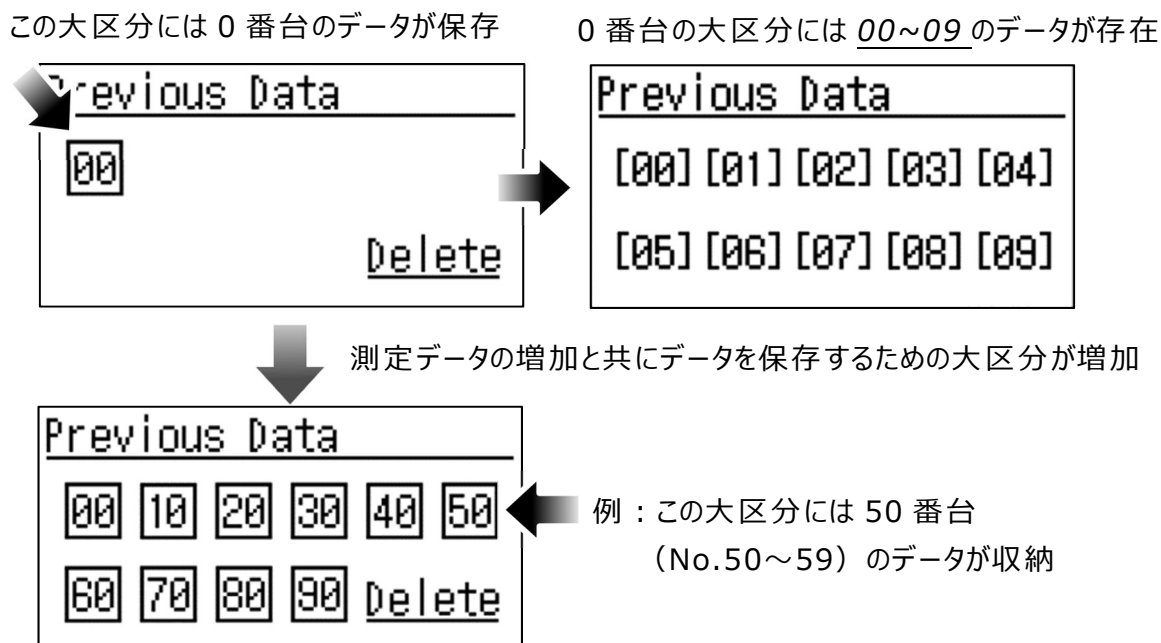 この大区分には 0 番台のデータが保存
0 番台の大区分には 00~09 のデータが存在
Previous Data
00
Delete
Previous Data
[00] [01] [02] [03] [04]
[05] [06] [07] [08] [09]
測定データの増加と共にデータを保存するための大区分が増加
Previous Data
00 10 20 30 40 50
60 70 80 90 Delete
例：この大区分には 50 番台
（No.50～59）のデータが収納